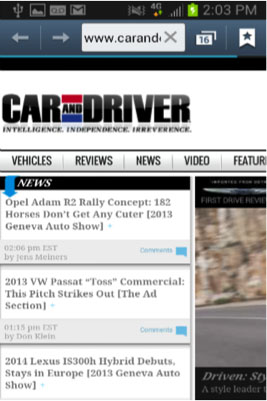 4G 2:03 PM
www.carand
16
CAR AND DRIVER
INTELLIGENCE. INDEPENDENCE. IRREVERENCE.
VEHICLES REVIEWS NEWS VIDEO FEATUR
NEWS
Opel Adam R2 Rally Concept: 182
Horses Don't Get Any Cuter [2013
Geneva Auto Show] +
02:06 pm EST
by Jens Meiners
Comments
2013 VW Passat “Toss” Commercial:
This Pitch Strikes Out [The Ad
Section] +
01:15 pm EST
by Don Klein
Comments
2014 Lexus IS300h Hybrid Debuts,
Stays in Europe [2013 Geneva Auto
Show] +
FIRST DRIVE REVIEW
Driven: Sty
A style leader t